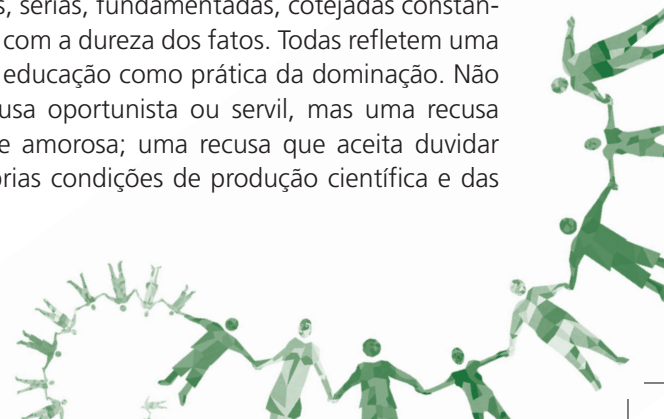 s, sérias, fundamentadas, cotejadas constan-
com a dureza dos fatos. Todas refletem uma
educação como prática da dominação. Não
usa oportunista ou servil, mas uma recusa
e amorosa; uma recusa que aceita duvidar
rias condições de produção científica e das